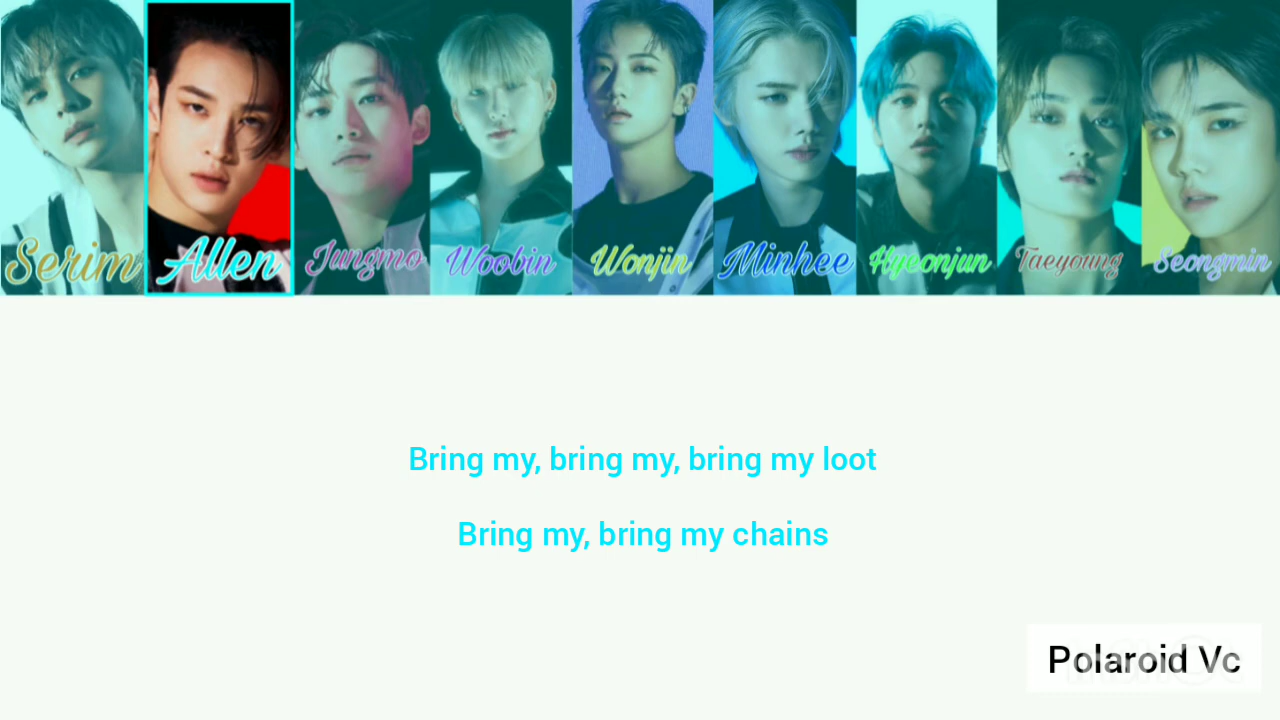 Serim Allen Jungmo Woobin Wonjin Minhee Hyeonjun Taeyoung Seongmin
Bring my, bring my, bring my loot
Bring my, bring my chains
Polaroid Vc